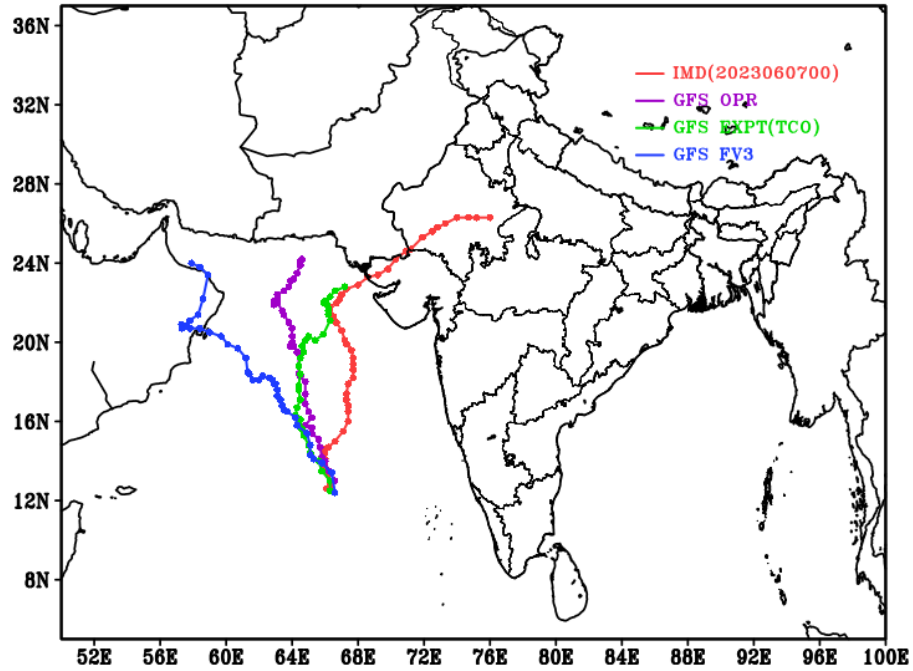 36N
32N
28N
24N
20N
16N
12N
8N
IMD(2023060700)
GFS OPR
GFS EXPT(TCO)
GFS FV3
52E 56E 60E 64E 68E 72E 76E 80E 84E 88E 92E 96E 100E